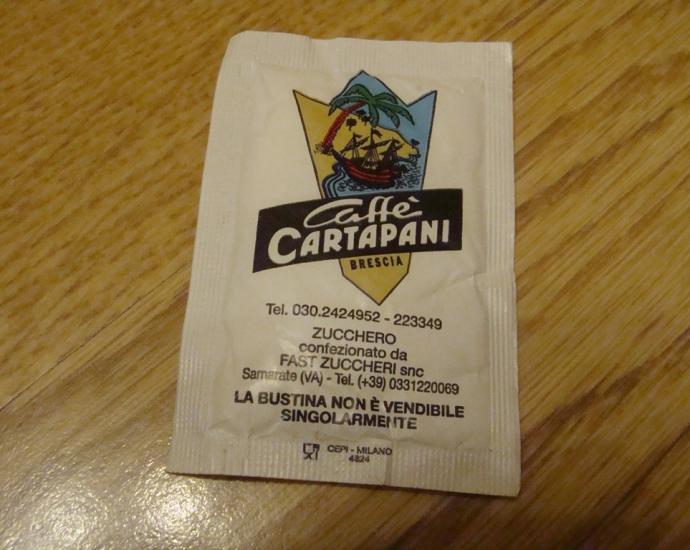 Caffè
CARTAPANI
BRESCIA
Tel. 030.2424952 - 223349
ZUCCHERO
confezionato da
FAST ZUCCHERI snc
Samarate (VA) - Tel. (+39) 0331220069
LA BUSTINA NON È VENDIBILE
SINGOLARMENTE
CEPI - MILANO
4824